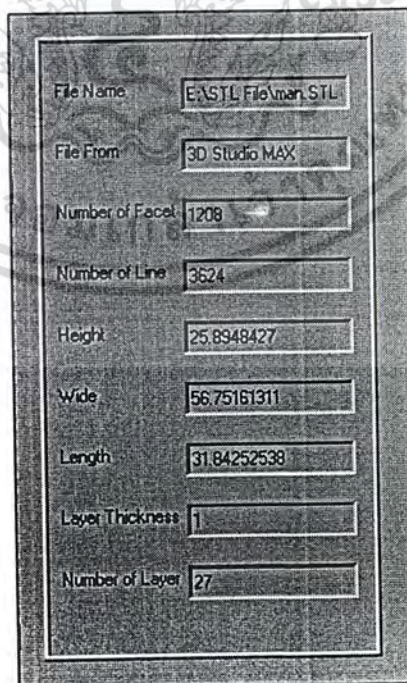 File Name E:\STL File\man.STL
File From 3D Studio MAX
Number of Facet 1208
Number of Line 3624
Height 25.8948427
Wide 56.75161311
Length 31.84252538
Layer Thickness 1
Number of Layer 27